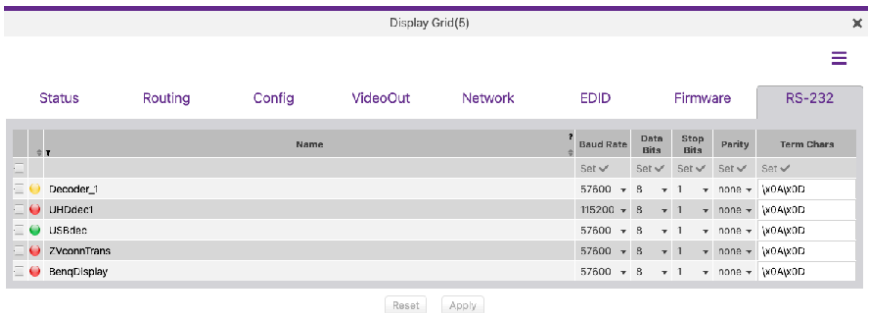 Display Grid(5)
Status Routing Config VideoOut Network EDID Firmware RS-232
Name Baud Rate Data Bits Stop Bits Parity Term Chars
Set Set Set Set Set
Decoder_1 57600 8 1 none \x0A\x0D
UHDdec1 115200 8 1 none \x0A\x0D
USBdec 57600 8 1 none \x0A\x0D
ZVconnTrans 57600 8 1 none \x0A\x0D
BenqDisplay 57600 8 1 none \x0A\x0D
Reset Apply